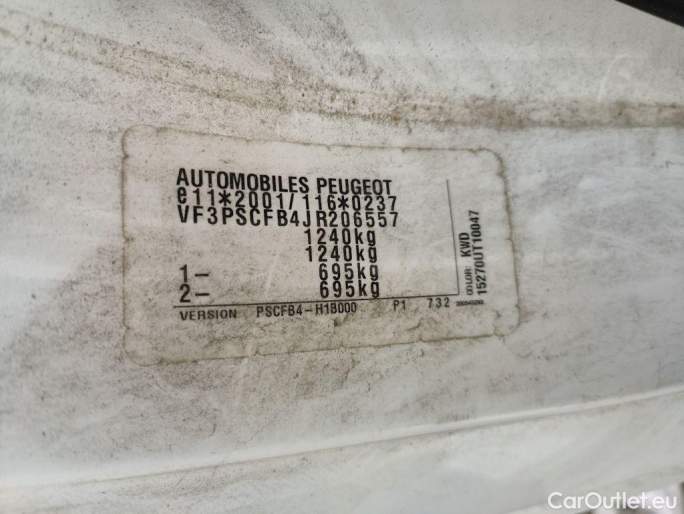 AUTOMOBILES PEUGEOT
e11*2001/116*0237
VF3PSCFB4JR206557
1240kg
1240kg
1- 695kg
2- 695kg
VERSION PSCFB4-H1B000 P1 732
COLOR: KWD
15270UT10047
CarOutlet.eu